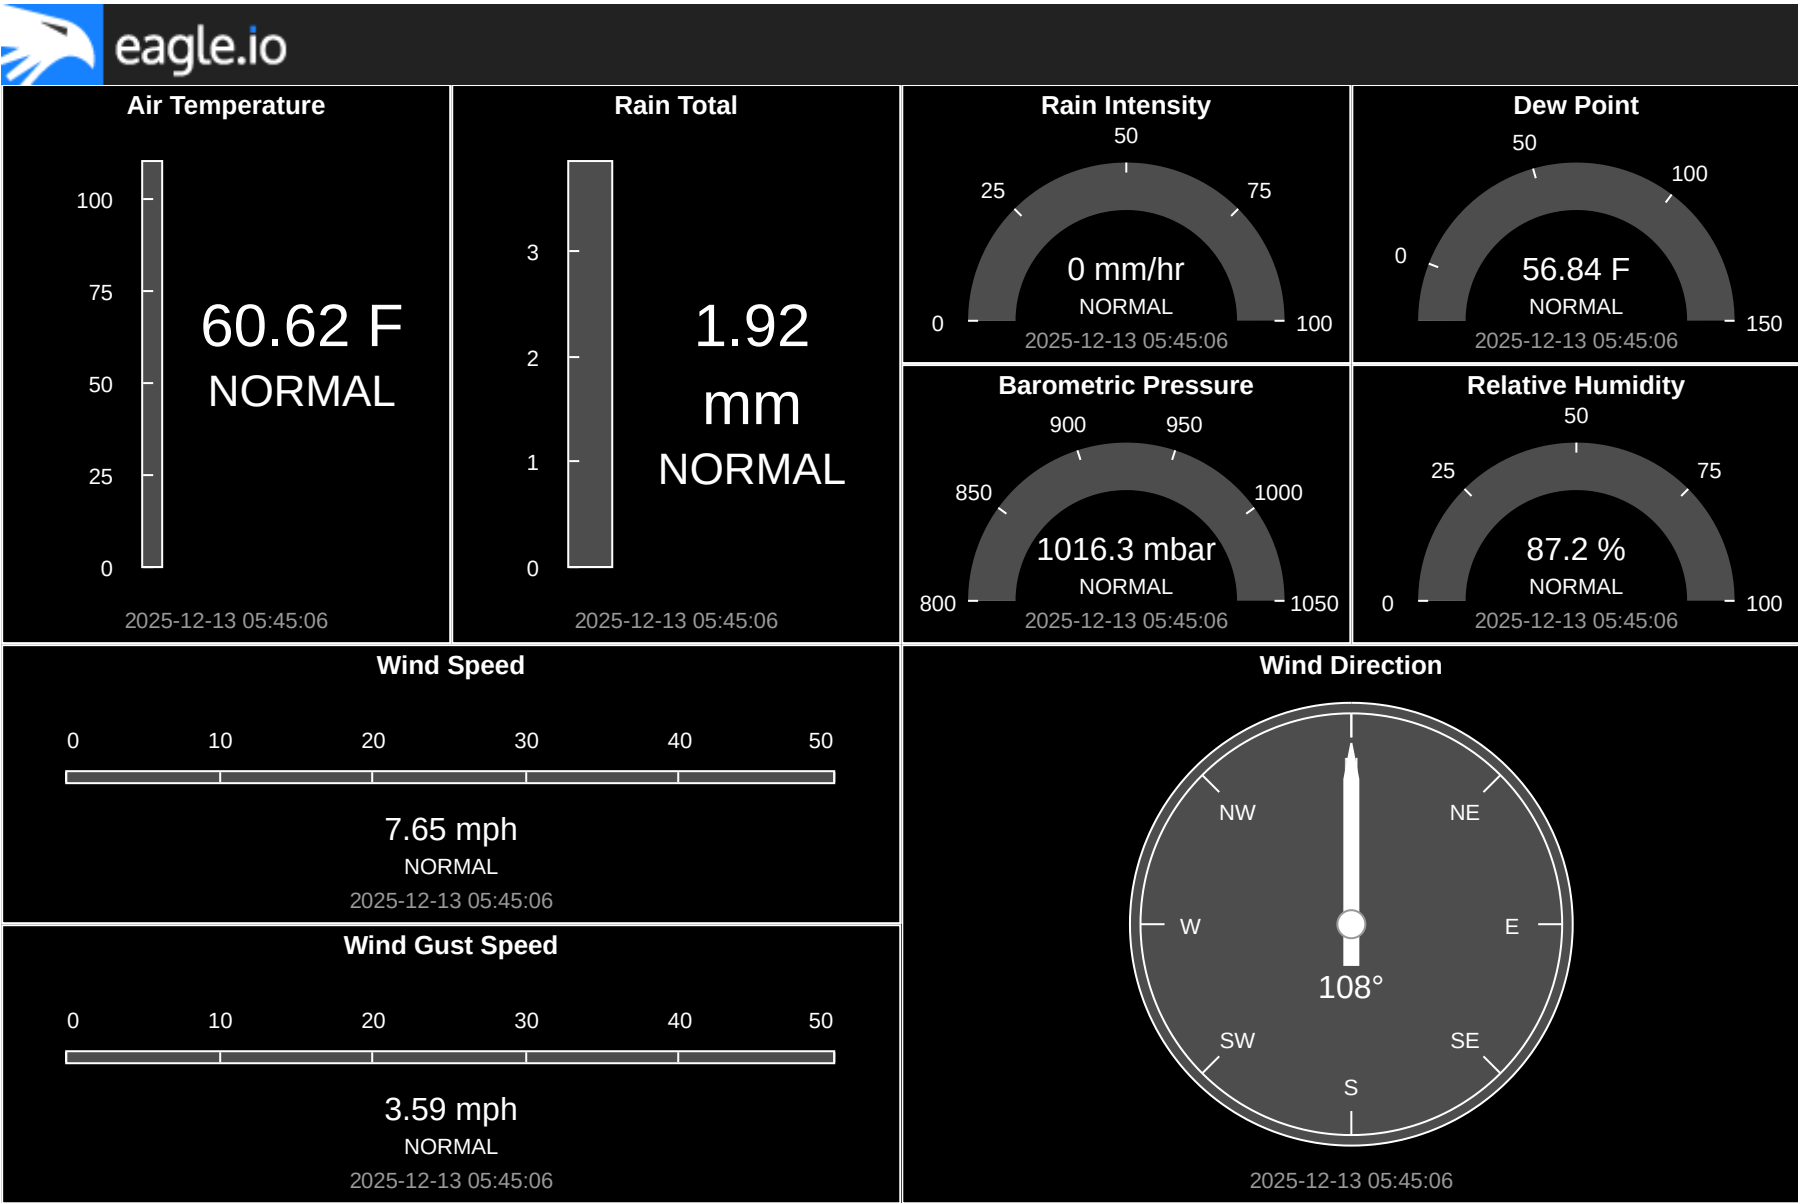 eagle.io
Air Temperature
100
75
50
25
0
60.62 F
NORMAL
2025-12-13 05:45:06
Rain Total
3
2
1
0
1.92
mm
NORMAL
2025-12-13 05:45:06
Rain Intensity
50
25
75
0
100
0 mm/hr
NORMAL
2025-12-13 05:45:06
Dew Point
50
100
0
150
56.84 F
NORMAL
2025-12-13 05:45:06
Barometric Pressure
900
950
850
1000
800
1050
1016.3 mbar
NORMAL
2025-12-13 05:45:06
Relative Humidity
50
25
75
0
100
87.2 %
NORMAL
2025-12-13 05:45:06
Wind Speed
0 10 20 30 40 50
7.65 mph
NORMAL
2025-12-13 05:45:06
Wind Gust Speed
0 10 20 30 40 50
3.59 mph
NORMAL
2025-12-13 05:45:06
Wind Direction
NW NE
W E
108°
SW SE
S
2025-12-13 05:45:06